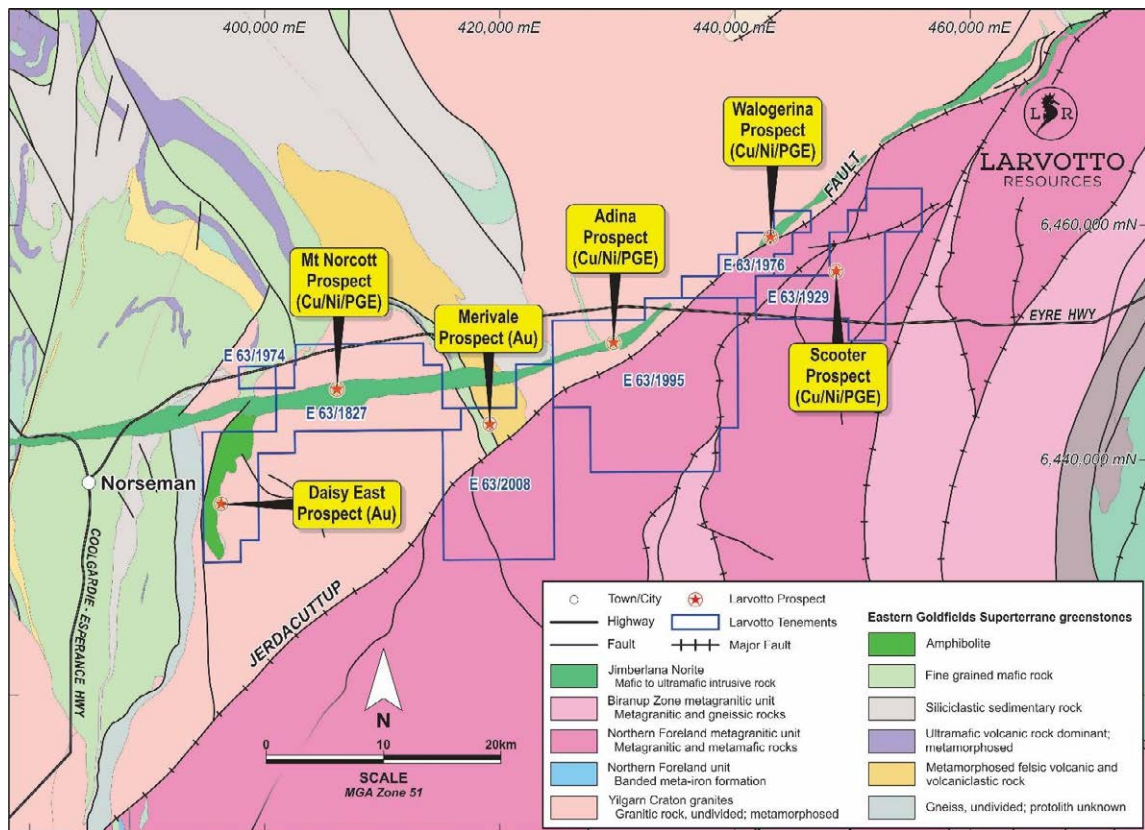 400,000 mE
420,000 mE
440,000 mE
460,000 mE
L R
LARVOTTO
RESOURCES
Walogerina
Prospect
(Cu/Ni/PGE)
FAULT
6,460,000 mN
Adina
Prospect
(Cu/Ni/PGE)
Mt Norcott
Prospect
(Cu/Ni/PGE)
E 63/1976
E 63/1929
Merivale
Prospect (Au)
EYRE HWY
E 63/1974
Scooter
Prospect
(Cu/Ni/PGE)
E 63/1995
E 63/1827
6,440,000 mN
Norseman
E 63/2008
Daisy East
Prospect (Au)
COOLGARDIE - ESPERANCE HWY
JERDACUTTUP
N
0 10 20km
SCALE
MGA Zone 51
Town/City
Larvotto Prospect
Highway
Larvotto Tenements
Fault
Major Fault
Jimberlana Norite
Mafic to ultramafic intrusive rock
Biranup Zone metagranitic unit
Metagranitic and gneissic rocks
Northern Foreland metagranitic unit
Metagranitic and metamafic rocks
Northern Foreland unit
Banded meta-iron formation
Yilgarn Craton granites
Granitic rock, undivided; metamorphosed
Eastern Goldfields Superterrane greenstones
Amphibolite
Fine grained mafic rock
Siliciclastic sedimentary rock
Ultramafic volcanic rock dominant;
metamorphosed
Metamorphosed felsic volcanic and
volcaniclastic rock
Gneiss, undivided; protolith unknown